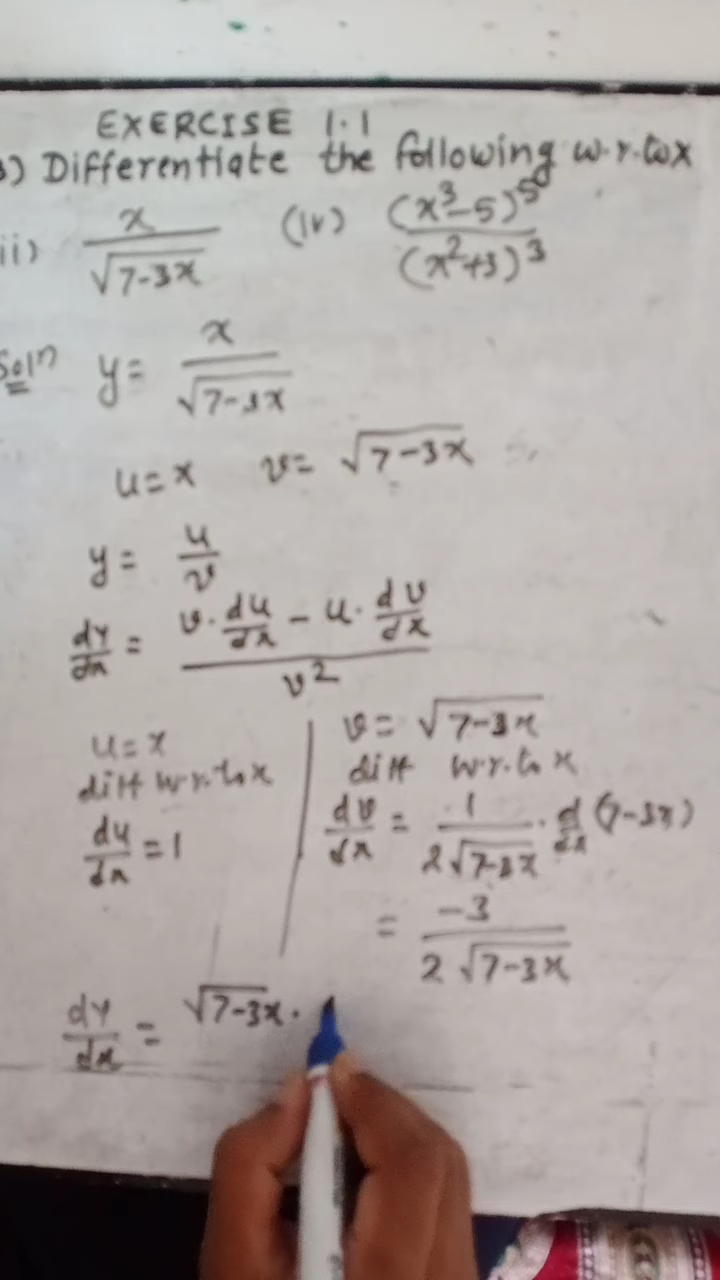 EXERCISE 1.1
3) Differentiate the following w.r.to x
ii) x/√(7-3x) (iv) (x³-5)⁵/(x²+3)³
Solⁿ y = x/√(7-3x)
u = x v = √(7-3x)
y = u/v
dy/dx = (v · du/dx - u · dv/dx)/v²
u = x v = √(7-3x)
diff w.r.to x diff w.r.to x
du/dx = 1 dv/dx = 1/(2√(7-3x)) · d/dx (7-3x)
= -3/(2√(7-3x))
dy/dx = √(7-3x) ·